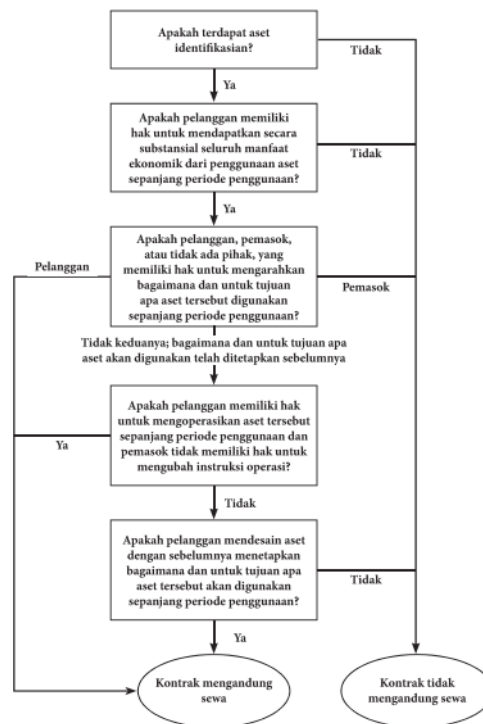 Apakah terdapat aset
identifikasian?
Tidak
Ya
Apakah pelanggan memiliki
hak untuk mendapatkan secara
substansial seluruh manfaat
ekonomik dari penggunaan aset
sepanjang periode penggunaan?
Tidak
Ya
Apakah pelanggan, pemasok,
atau tidak ada pihak, yang
memiliki hak untuk mengarahkan
bagaimana dan untuk tujuan
apa aset tersebut digunakan
sepanjang periode penggunaan?
Pelanggan
Pemasok
Tidak keduanya; bagaimana dan untuk tujuan apa
aset akan digunakan telah ditetapkan sebelumnya
Apakah pelanggan memiliki hak
untuk mengoperasikan aset tersebut
sepanjang periode penggunaan dan
pemasok tidak memiliki hak untuk
mengubah instruksi operasi?
Ya
Tidak
Apakah pelanggan mendesain aset
dengan sebelumnya menetapkan
bagaimana dan untuk tujuan apa
aset tersebut akan digunakan
sepanjang periode penggunaan?
Tidak
Ya
Kontrak mengandung
sewa
Kontrak tidak
mengandung sewa